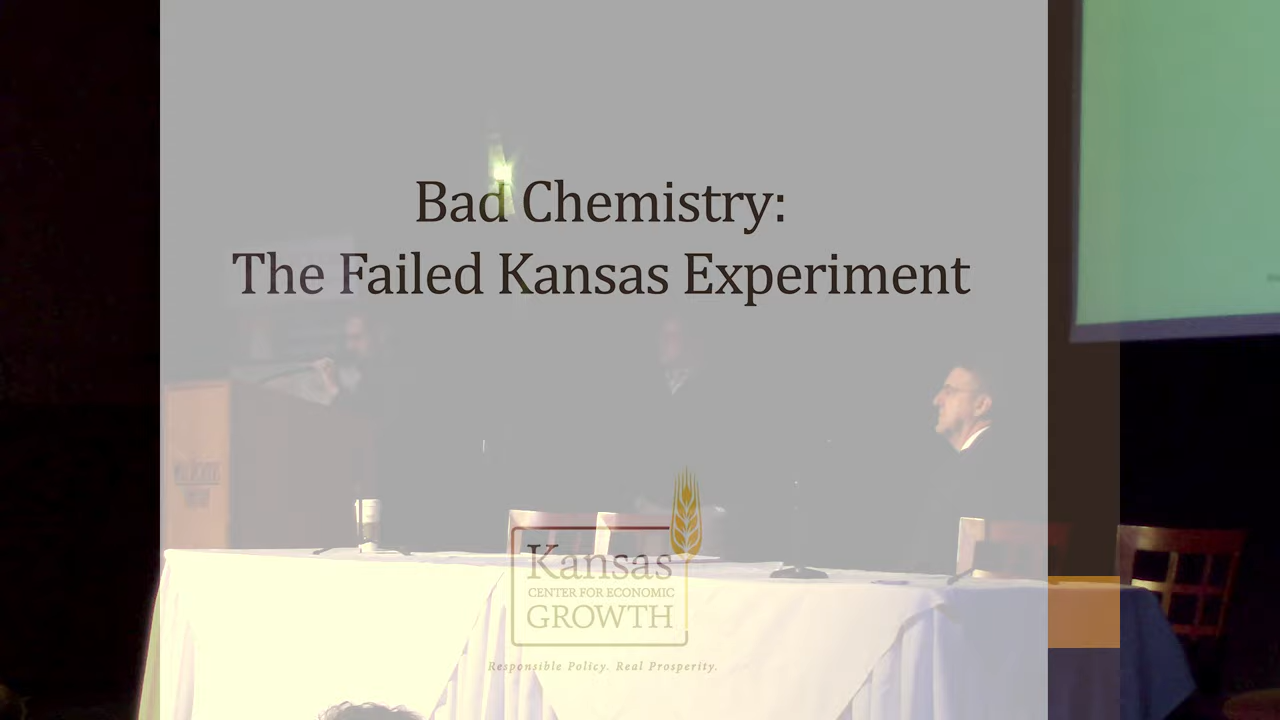 Bad Chemistry:
The Failed Kansas Experiment
Kansas
CENTER FOR ECONOMIC
GROWTH
Responsible Policy. Real Prosperity.